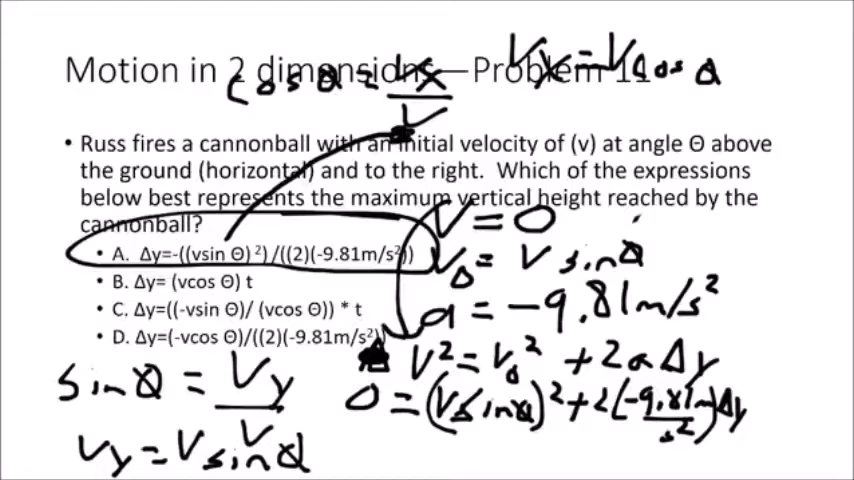 Motion in 2 dimensions—Problem 11
cos θ = Vx / V
Vx = V cos θ
• Russ fires a cannonball with an initial velocity of (v) at angle Θ above
the ground (horizontal) and to the right. Which of the expressions
below best represents the maximum vertical height reached by the
cannonball?
• A. Δy=-((vsin Θ)²)/((2)(-9.81m/s²))
• B. Δy= (vcos Θ) t
• C. Δy=((-vsin Θ)/ (vcos Θ)) * t
• D. Δy=(-vcos Θ)/((2)(-9.81m/s²))
V = 0
V₀ = V sin θ
a = -9.81 m/s²
V² = V₀² + 2aΔy
0 = (V sin θ)² + 2(-9.81 m/s²)Δy
sin θ = Vy / V
Vy = V sin θ